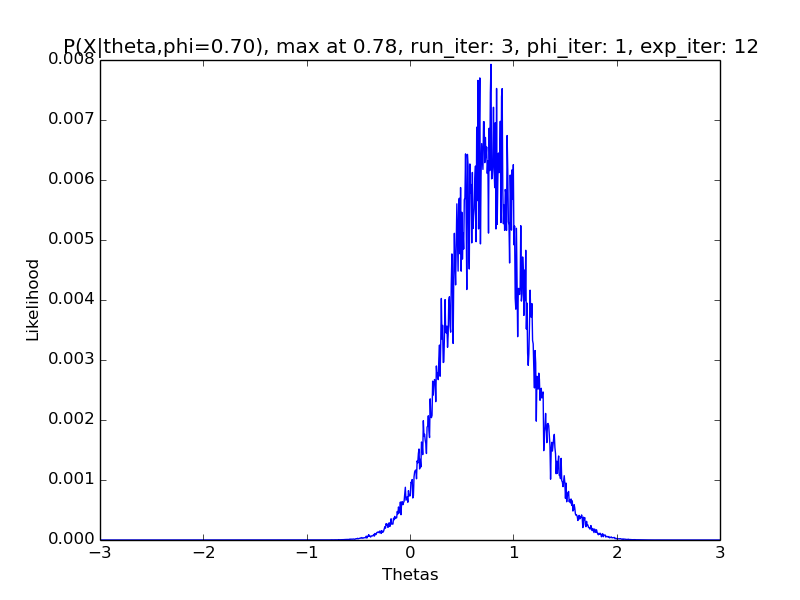 P(X|theta,phi=0.70), max at 0.78, run_iter: 3, phi_iter: 1, exp_iter: 12
0.008
0.007
0.006
0.005
0.004
0.003
0.002
0.001
0.000
Likelihood
−3 −2 −1 0 1 2 3
Thetas